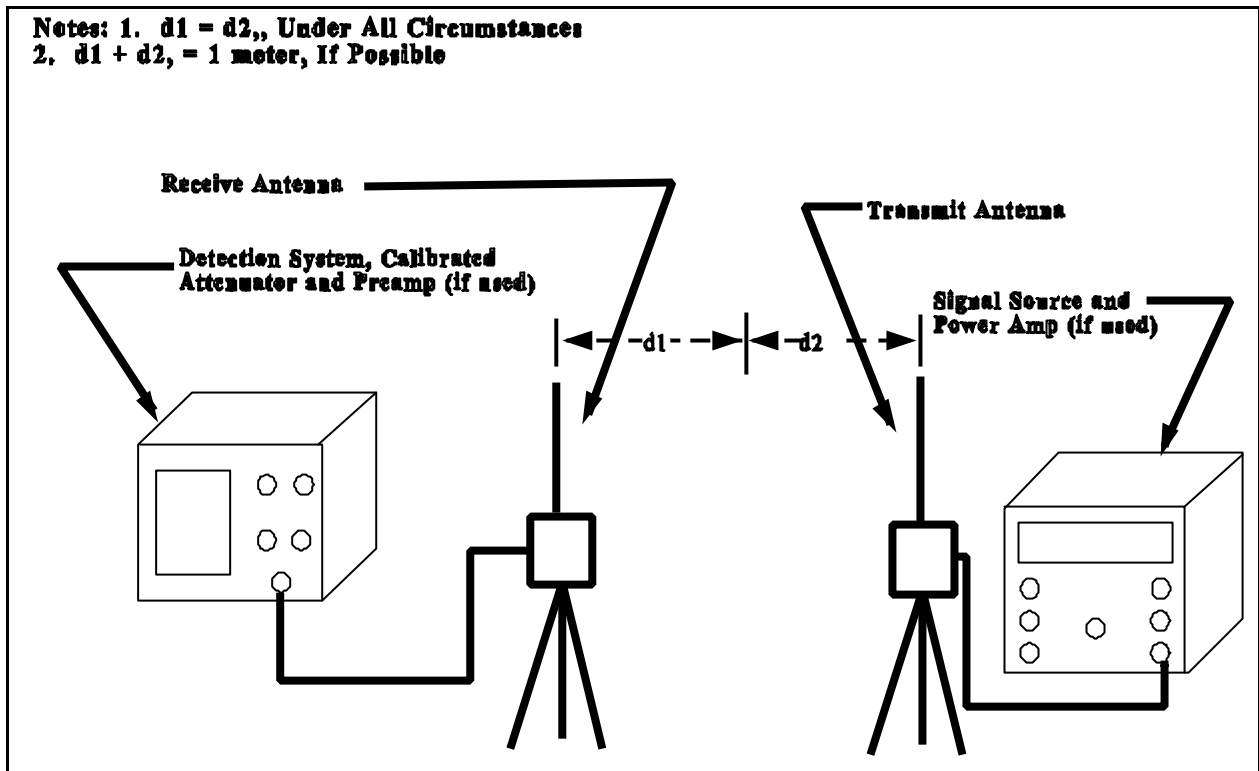 Notes: 1. d1 = d2,, Under All Circumstances
2. d1 + d2, = 1 meter, If Possible
Receive Antenna
Transmit Antenna
Detection System, Calibrated
Attenuator and Preamp (if used)
Signal Source and
Power Amp (if used)
d1
d2